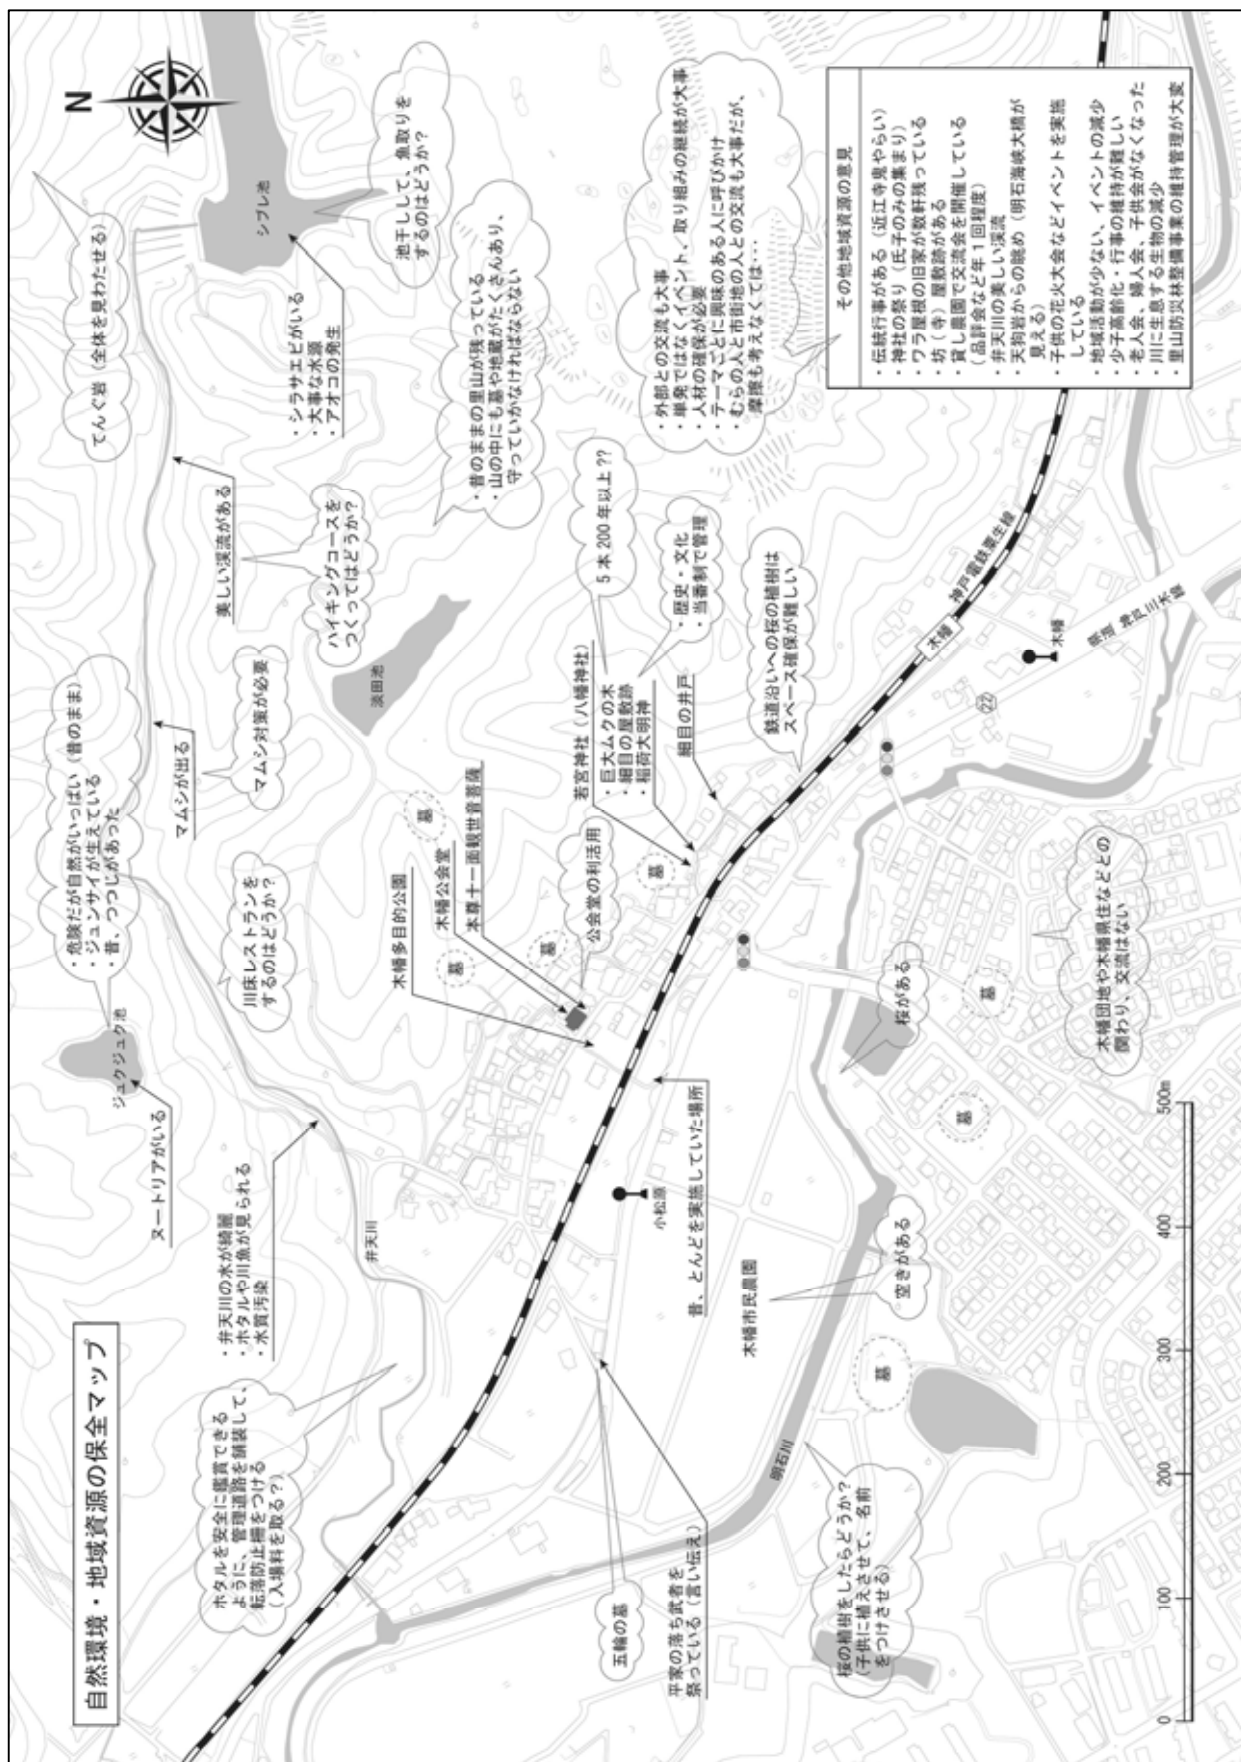 自然環境・地域資源の保全マップ
N
てんぐ岩（全体を見わたせる）
シブレ池
池干しして、魚取りを
するのはどうか？
・シラサエビがいる
・大事な水源
・アオコの発生
美しい渓流がある
ハイキングコースを
つくってはどうか？
・昔のままの里山が残っている
・山の中にも墓や地蔵がたくさんあり、
守っていかなければならない
・危険だが自然がいっぱい（昔のまま）
・ジュンサイが生えている
・昔、つつじがあった
マムシが出る
マムシ対策が必要
淡田池
ジュクジュク池
ヌートリアがいる
川床レストランを
するのはどうか？
・弁天川の水が綺麗
・ホタルや川魚が見られる
・水質汚染
弁天川
ホタルを安全に鑑賞できる
ように、管理道路を舗装して、
転落防止柵をつける
（入場料を取る？）
墓
墓
墓
墓
木幡多目的公園
木幡公会堂
本尊十一面観世音菩薩
公会堂の利活用
若宮神社（八幡神社）
・巨大ムクの木
・細目の屋敷跡
・稲荷大明神
5本200年以上??
・歴史・文化
・当番制で管理
細目の井戸
鉄道沿いへの桜の植樹は
スペース確保が難しい
・外部との交流も大事
・単発ではなくイベント、取り組みの継続が大事
・人材の確保が必要
・テーマごとに興味のある人に呼びかけ
・むらの人と市街地の人との交流も大事だが、
摩擦も考えなくては・・・
その他地域資源の意見
・伝統行事がある（近江寺鬼やらい）
・神社の祭り（氏子のみの集まり）
・ワラ屋根の旧家が数軒残っている
・坊（寺）屋敷跡がある
・貸し農園で交流会を開催している
（品評会など年1回程度）
・弁天川の美しい渓流
・天狗岩からの眺め（明石海峡大橋が
見える）
・子供の花火大会などイベントを実施
している
・地域活動が少ない、イベントの減少
・少子高齢化・行事の維持が難しい
・老人会、婦人会、子供会がなくなった
・川に生息する生物の減少
・里山防災林整備事業の維持管理が大変
神戸電鉄粟生線
木幡
木幡
県道 神戸三木線
22
小松原
昔、とんどを実施していた場所
木幡市民農園
空きがある
桜がある
墓
墓
墓
木幡団地や木幡県住などとの
関わり、交流はない
明石川
五輪の墓
平家の落ち武者を
祭っている（言い伝え）
桜の植樹をしたらどうか？
（子供に植えさせて、名前
をつけさせる）
0 100 200 300 400 500m